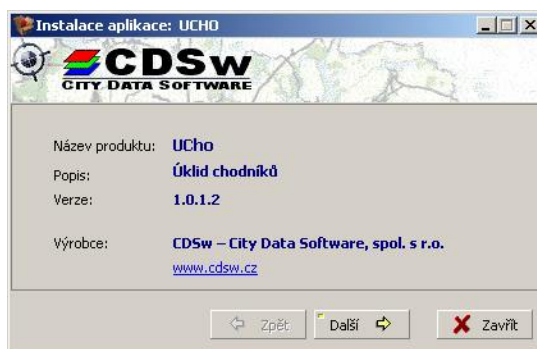 Instalace aplikace: UCHO
CDSw
CITY DATA SOFTWARE
Název produktu: UCho
Popis: Úklid chodníků
Verze: 1.0.1.2
Výrobce: CDSw – City Data Software, spol. s r.o.
www.cdsw.cz
Zpět Další Zavřít